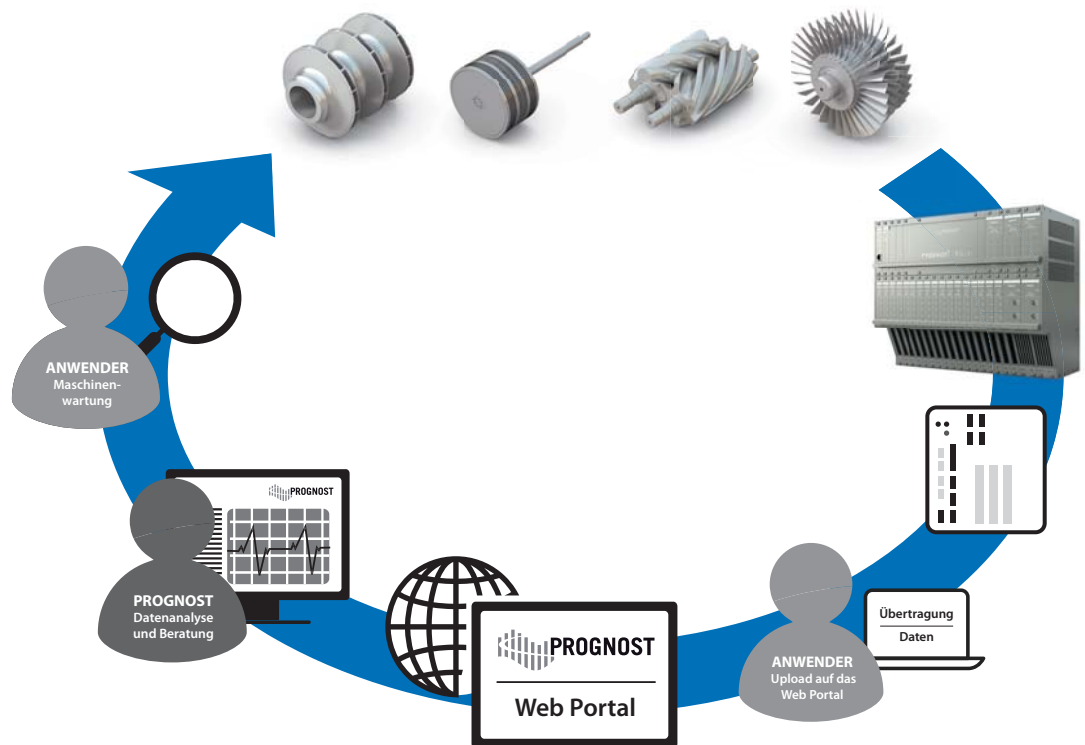 ANWENDER
Maschinen-
wartung
PROGNOST
PROGNOST
Datenanalyse
und Beratung
PROGNOST
Web Portal
ANWENDER
Upload auf das
Web Portal
Übertragung
Daten